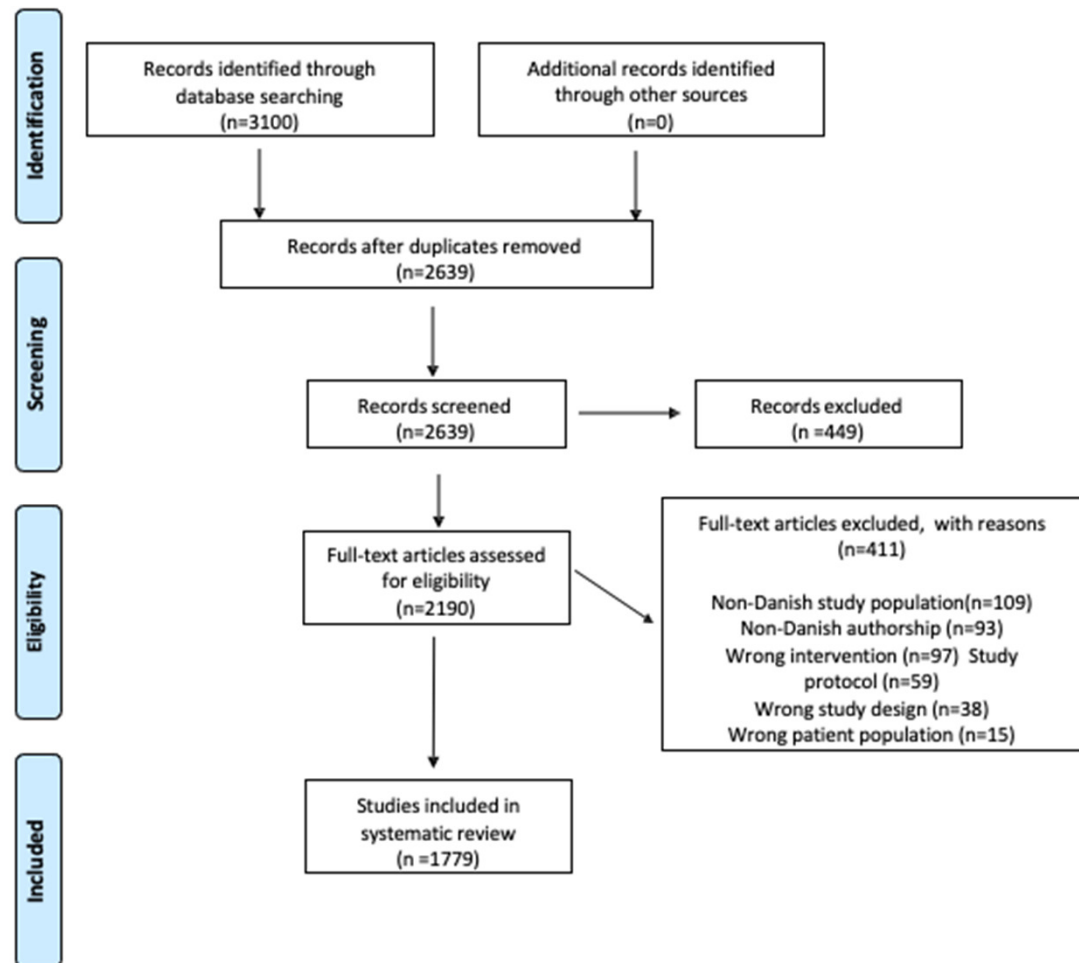 Identification
Records identified through
database searching
(n=3100)
Additional records identified
through other sources
(n=0)
Records after duplicates removed
(n=2639)
Screening
Records screened
(n=2639)
Records excluded
(n =449)
Eligibility
Full-text articles assessed
for eligibility
(n=2190)
Full-text articles excluded, with reasons
(n=411)
Non-Danish study population(n=109)
Non-Danish authorship (n=93)
Wrong intervention (n=97) Study
protocol (n=59)
Wrong study design (n=38)
Wrong patient population (n=15)
Included
Studies included in
systematic review
(n =1779)